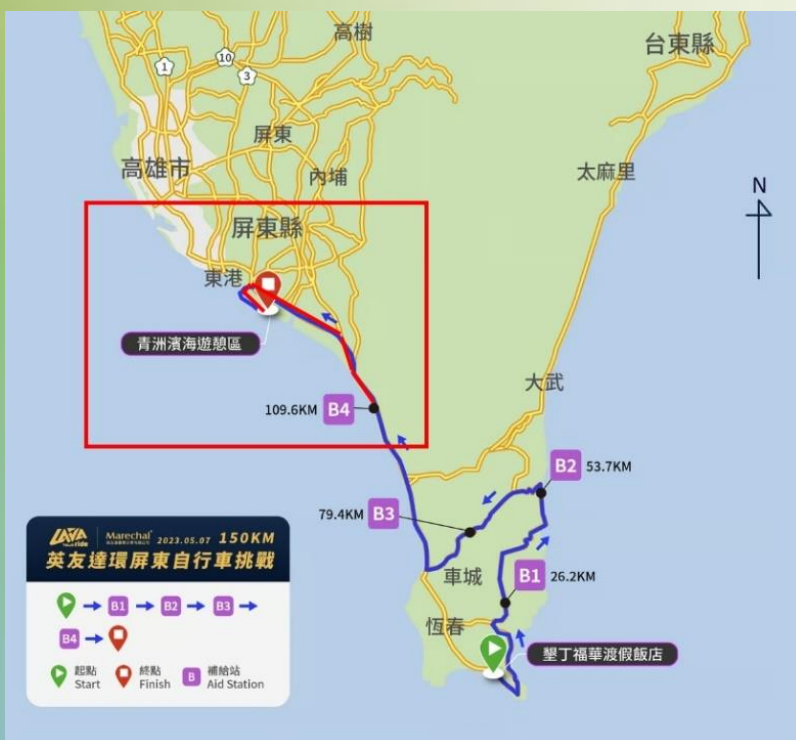 高樹
台東縣
10
1
3
屏東
高雄市
內埔
太麻里
N
屏東縣
東港
青洲濱海遊憩區
大武
109.6KM B4
B2 53.7KM
79.4KM B3
車城
B1 26.2KM
恆春
墾丁福華渡假飯店
LAVA Marechal 2023.05.07 150KM
英友達環屏東自行車挑戰
B1 B2 B3
B4
起點 終點 B 補給站
Start Finish Aid Station